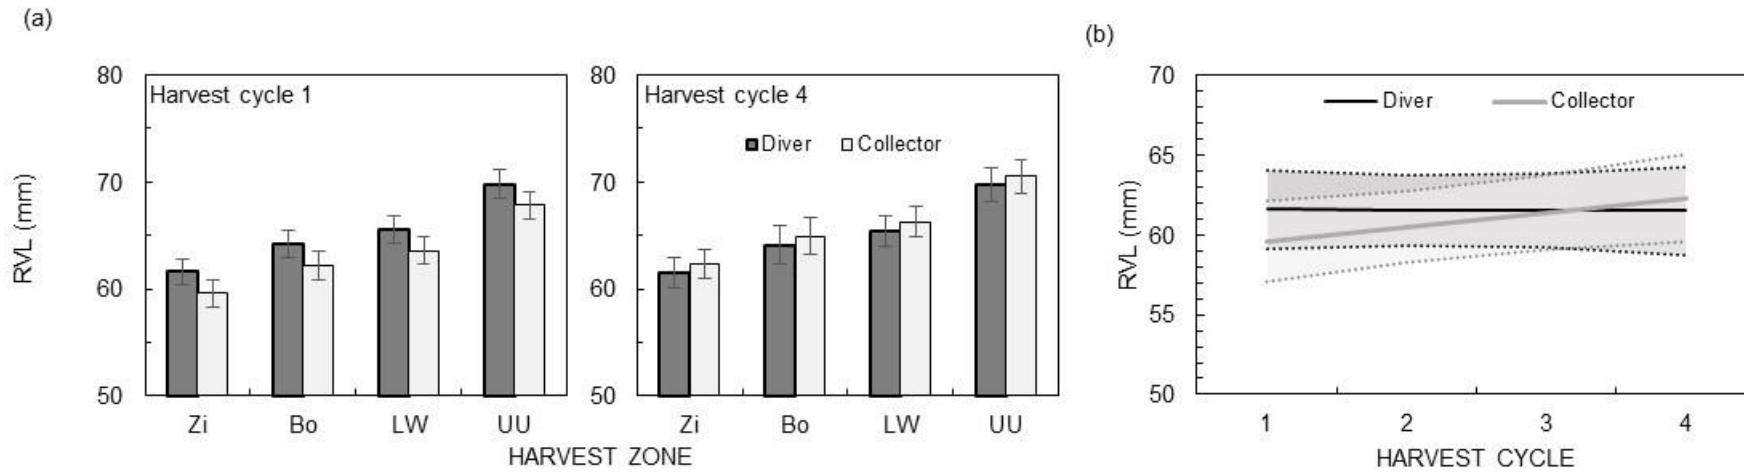 (a)
(b)
RVL (mm)
80
70
60
50
Harvest cycle 1
Zi Bo LW UU
80
70
60
50
Harvest cycle 4
Diver Collector
Zi Bo LW UU
HARVEST ZONE
RVL (mm)
70
65
60
55
50
Diver Collector
1 2 3 4
HARVEST CYCLE